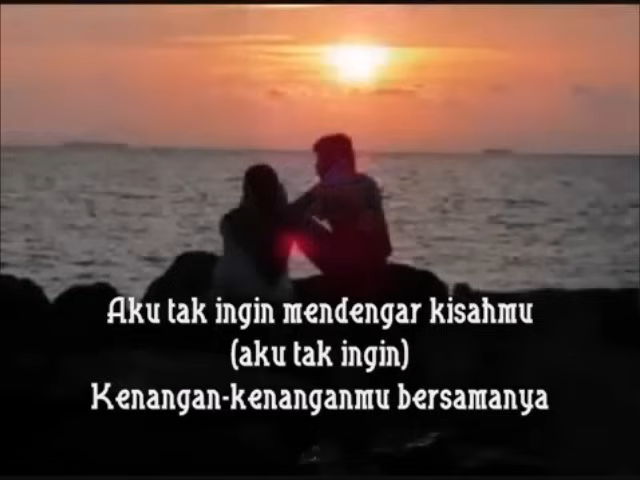 Aku tak ingin mendengar kisahmu
(aku tak ingin)
Kenangan-kenanganmu bersamanya